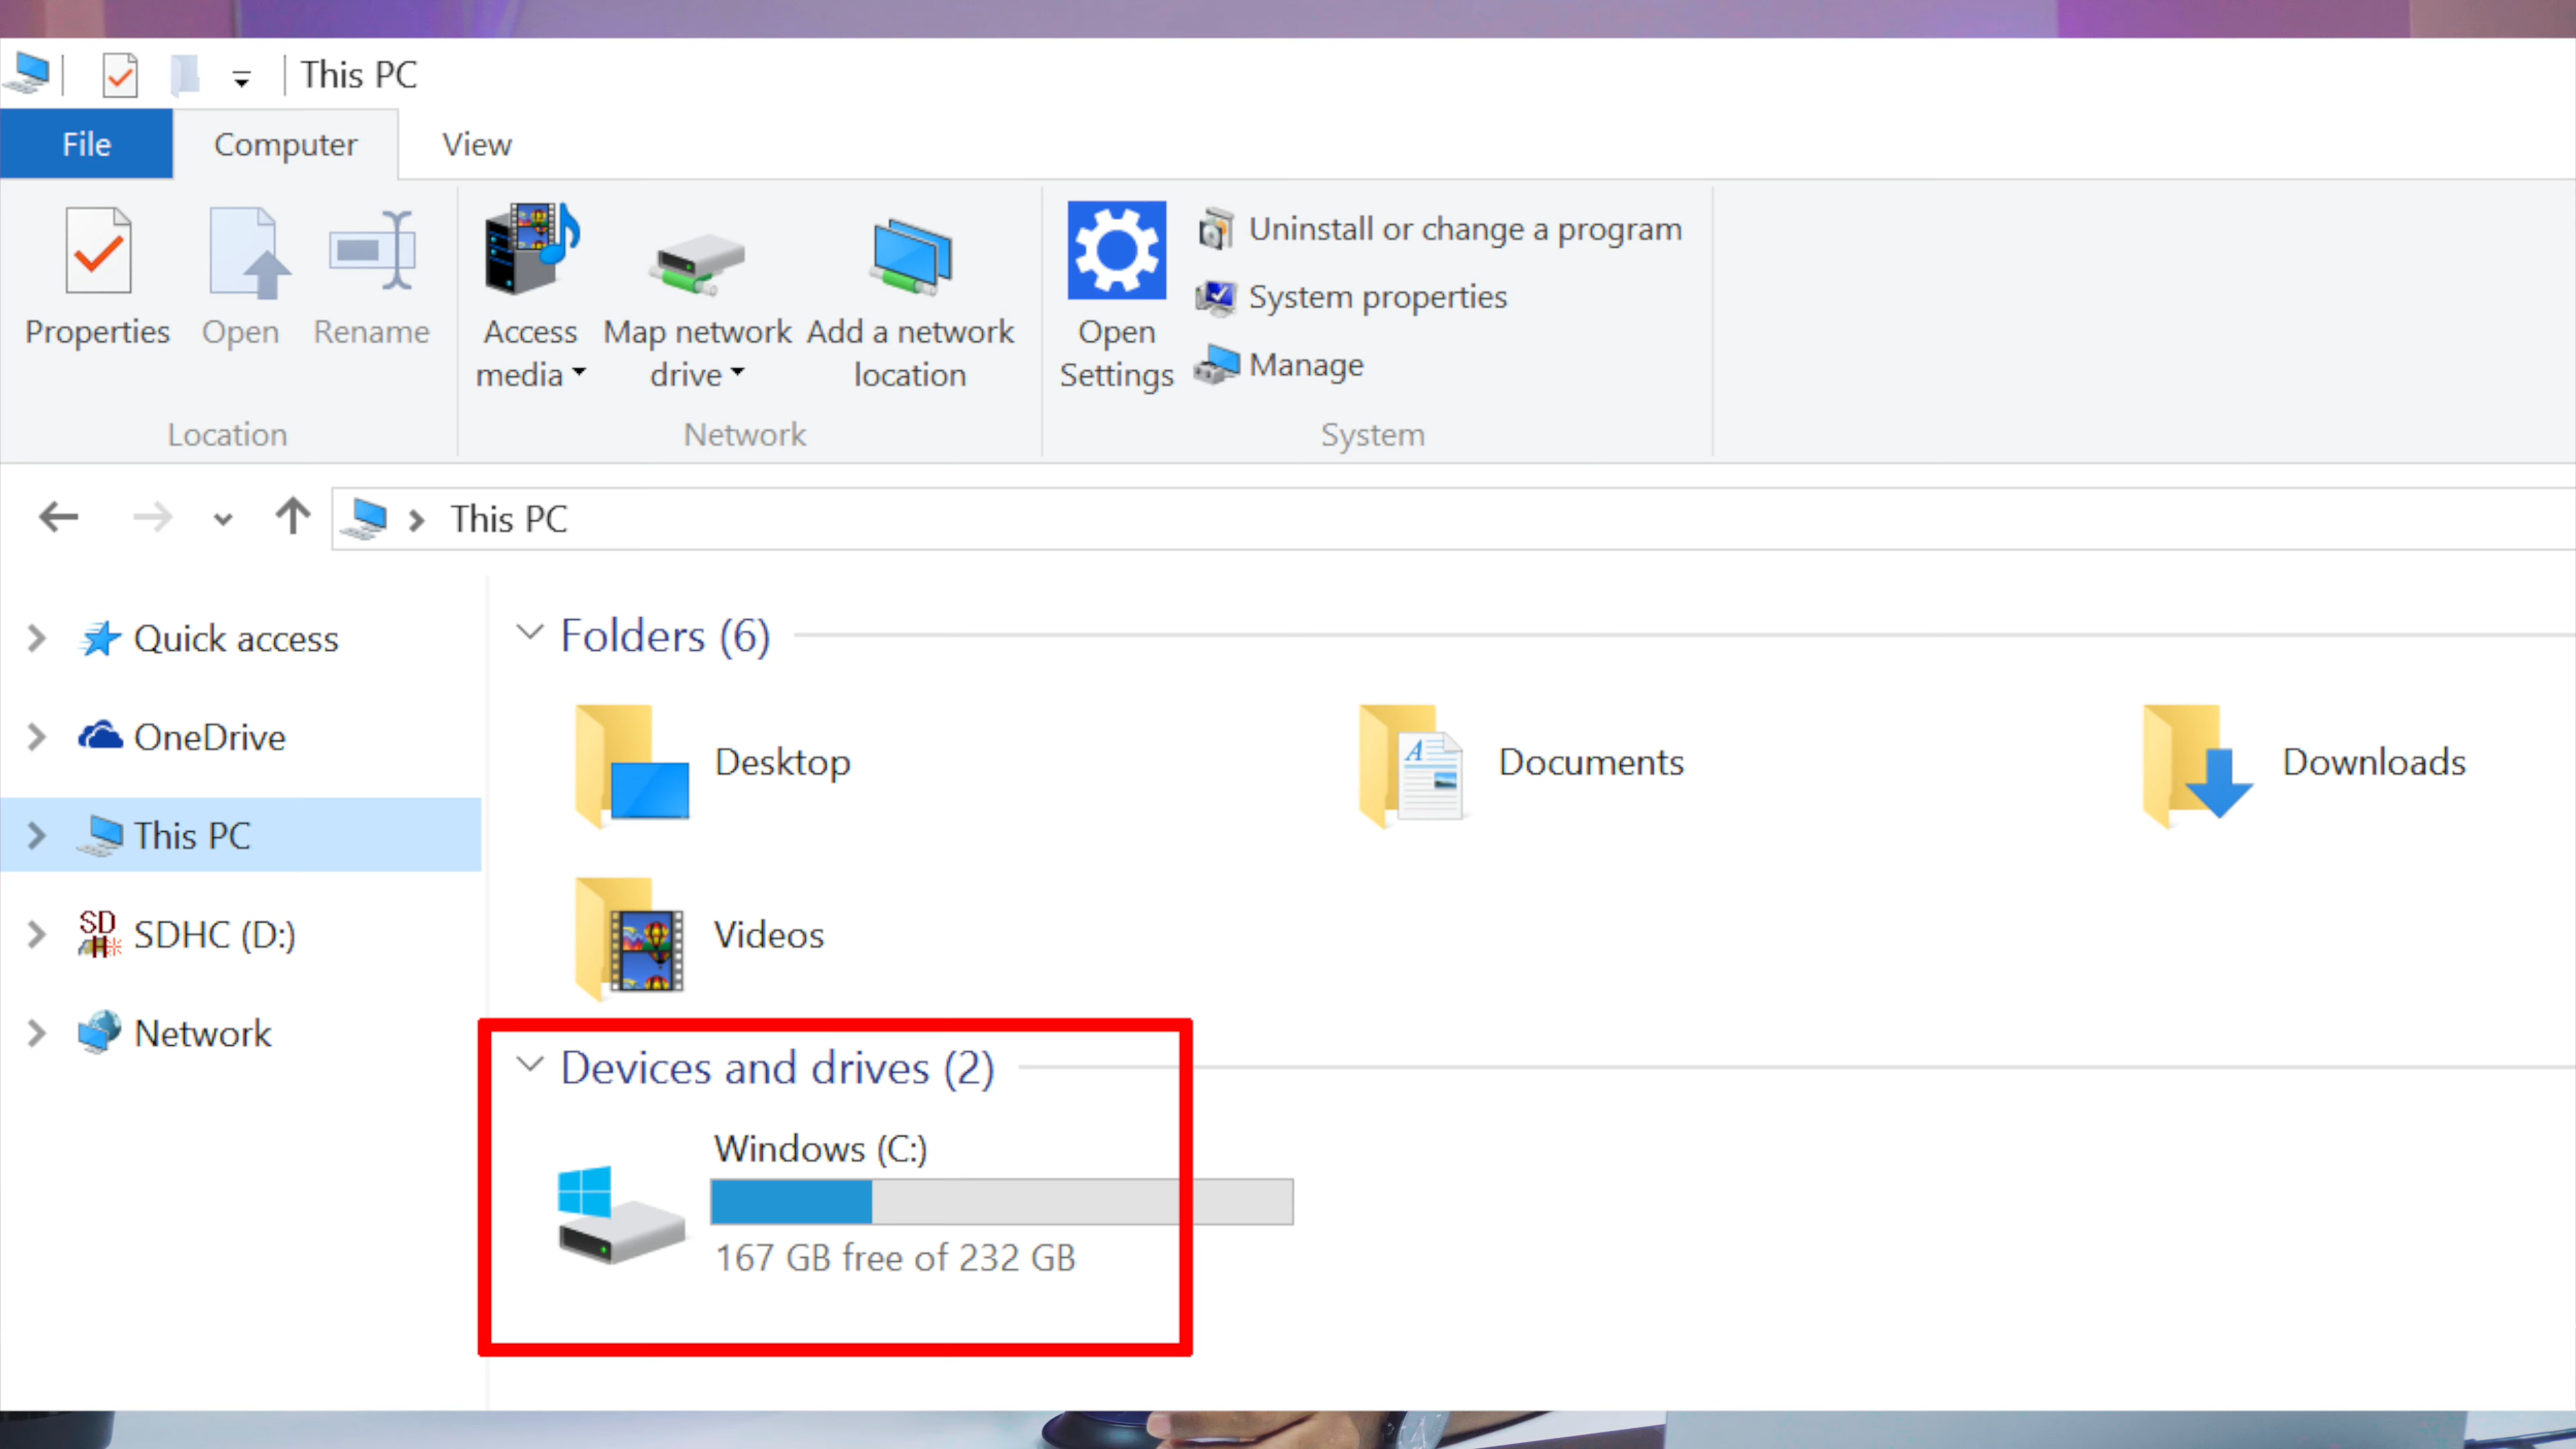 This PC
File Computer View
Properties Open Rename
Access media
Map network drive
Add a network location
Open Settings
Uninstall or change a program
System properties
Manage
Location Network System
This PC
Quick access
OneDrive
This PC
SDHC (D:)
Network
Folders (6)
Desktop Documents Downloads
Videos
Devices and drives (2)
Windows (C:)
167 GB free of 232 GB